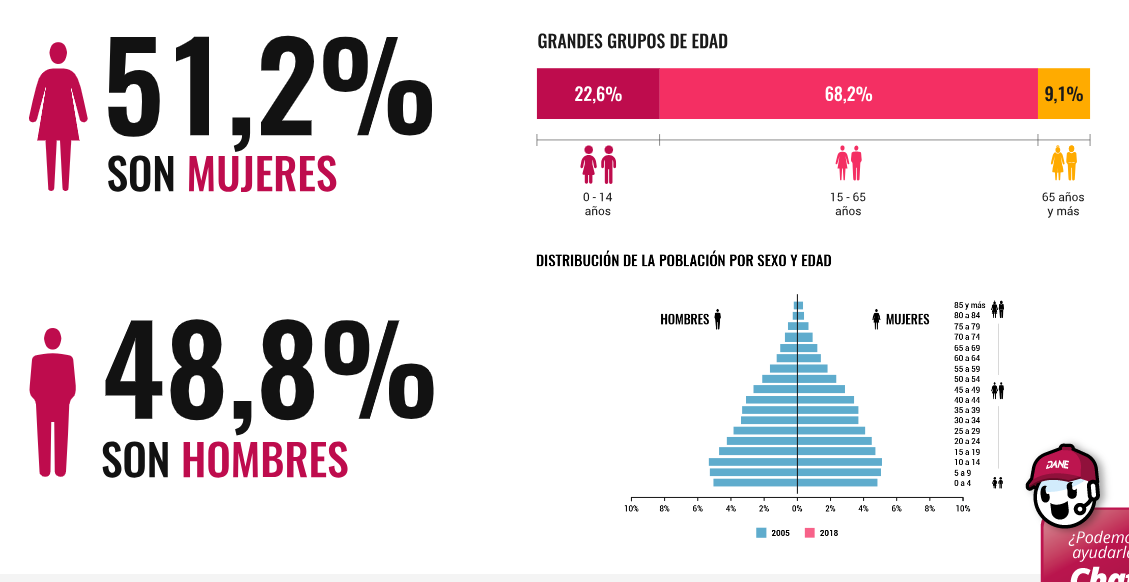 51,2%
SON MUJERES
48,8%
SON HOMBRES
GRANDES GRUPOS DE EDAD
22,6%
68,2%
9,1%
0 - 14
años
15 - 65
años
65 años
y más
DISTRIBUCIÓN DE LA POBLACIÓN POR SEXO Y EDAD
HOMBRES
MUJERES
85 y más
80 a 84
75 a 79
70 a 74
65 a 69
60 a 64
55 a 59
50 a 54
45 a 49
40 a 44
35 a 39
30 a 34
25 a 29
20 a 24
15 a 19
10 a 14
5 a 9
0 a 4
10% 8% 6% 4% 2% 0% 2% 4% 6% 8% 10%
2005 2018
DANE